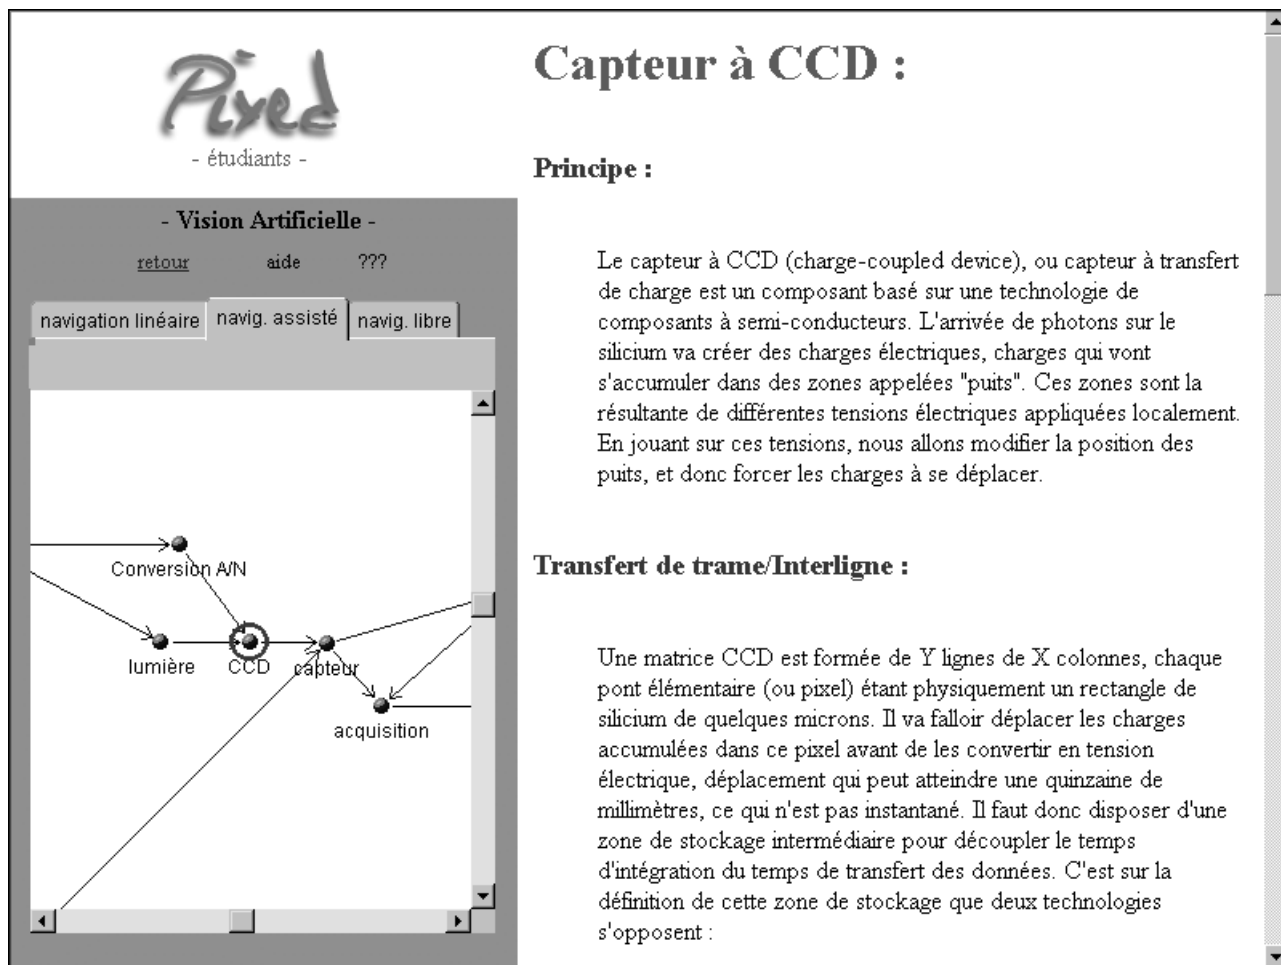 Pixed
- étudiants -
- Vision Artificielle -
retour aide ???
navigation linéaire navig. assisté navig. libre
Conversion A/N
lumière CCD capteur
acquisition
Capteur à CCD :
Principe :
Le capteur à CCD (charge-coupled device), ou capteur à transfert
de charge est un composant basé sur une technologie de
composants à semi-conducteurs. L'arrivée de photons sur le
silicium va créer des charges électriques, charges qui vont
s'accumuler dans des zones appelées "puits". Ces zones sont la
résultante de différentes tensions électriques appliquées localement.
En jouant sur ces tensions, nous allons modifier la position des
puits, et donc forcer les charges à se déplacer.
Transfert de trame/Interligne :
Une matrice CCD est formée de Y lignes de X colonnes, chaque
pont élémentaire (ou pixel) étant physiquement un rectangle de
silicium de quelques microns. Il va falloir déplacer les charges
accumulées dans ce pixel avant de les convertir en tension
électrique, déplacement qui peut atteindre une quinzaine de
millimètres, ce qui n'est pas instantané. Il faut donc disposer d'une
zone de stockage intermédiaire pour découpler le temps
d'intégration du temps de transfert des données. C'est sur la
définition de cette zone de stockage que deux technologies
s'opposent :